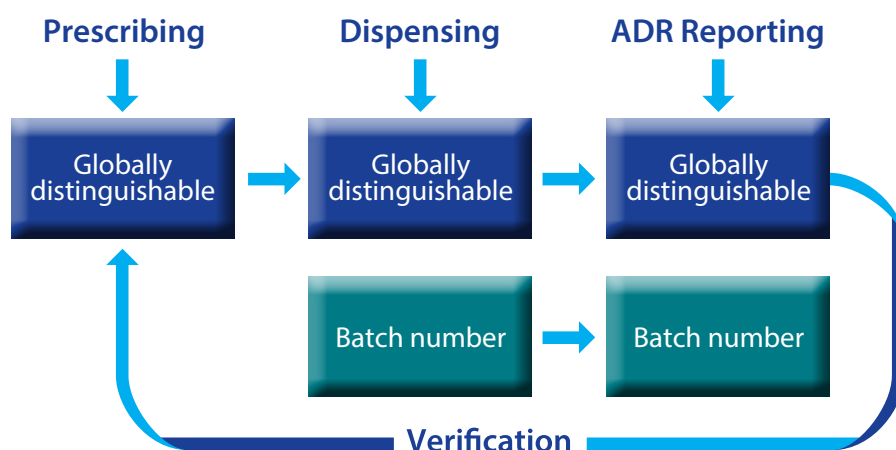 Prescribing
Dispensing
ADR Reporting
Globally
distinguishable
Globally
distinguishable
Globally
distinguishable
Batch number
Batch number
Verification